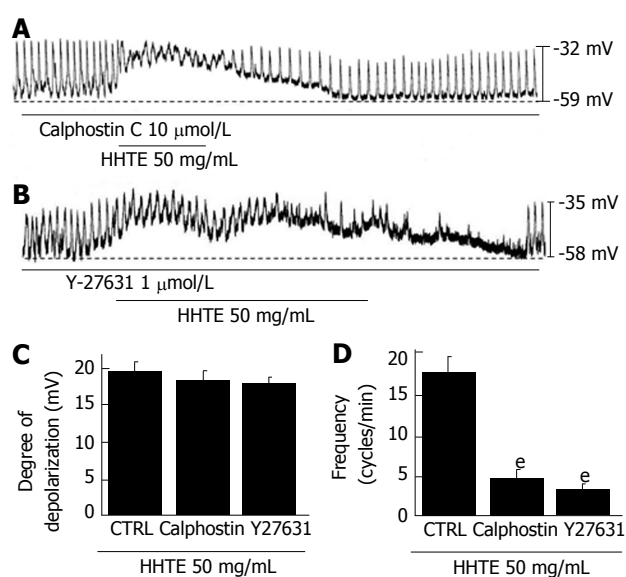 A
-32 mV
-59 mV
Calphostin C 10 μmol/L
HHTE 50 mg/mL
B
-35 mV
-58 mV
Y-27631 1 μmol/L
HHTE 50 mg/mL
C
Degree of
depolarization (mV)
20
15
10
5
0
CTRL Calphostin Y27631
HHTE 50 mg/mL
D
Frequency
(cycles/min)
20
15
10
5
0
e
e
CTRL Calphostin Y27631
HHTE 50 mg/mL